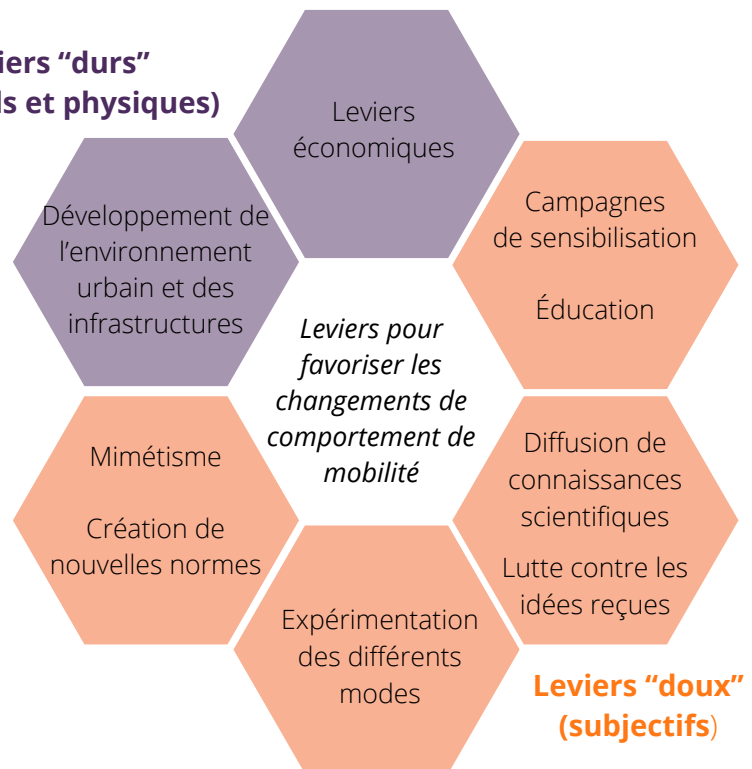 “durs”
et physiques)
Leviers
économiques
Développement de
l’environnement
urbain et des
infrastructures
Campagnes
de sensibilisation
Éducation
Leviers pour
favoriser les
changements de
comportement de
mobilité
Mimétisme
Création de
nouvelles normes
Diffusion de
connaissances
scientifiques
Lutte contre les
idées reçues
Expérimentation
des différents
modes
Leviers “doux”
(subjectifs)